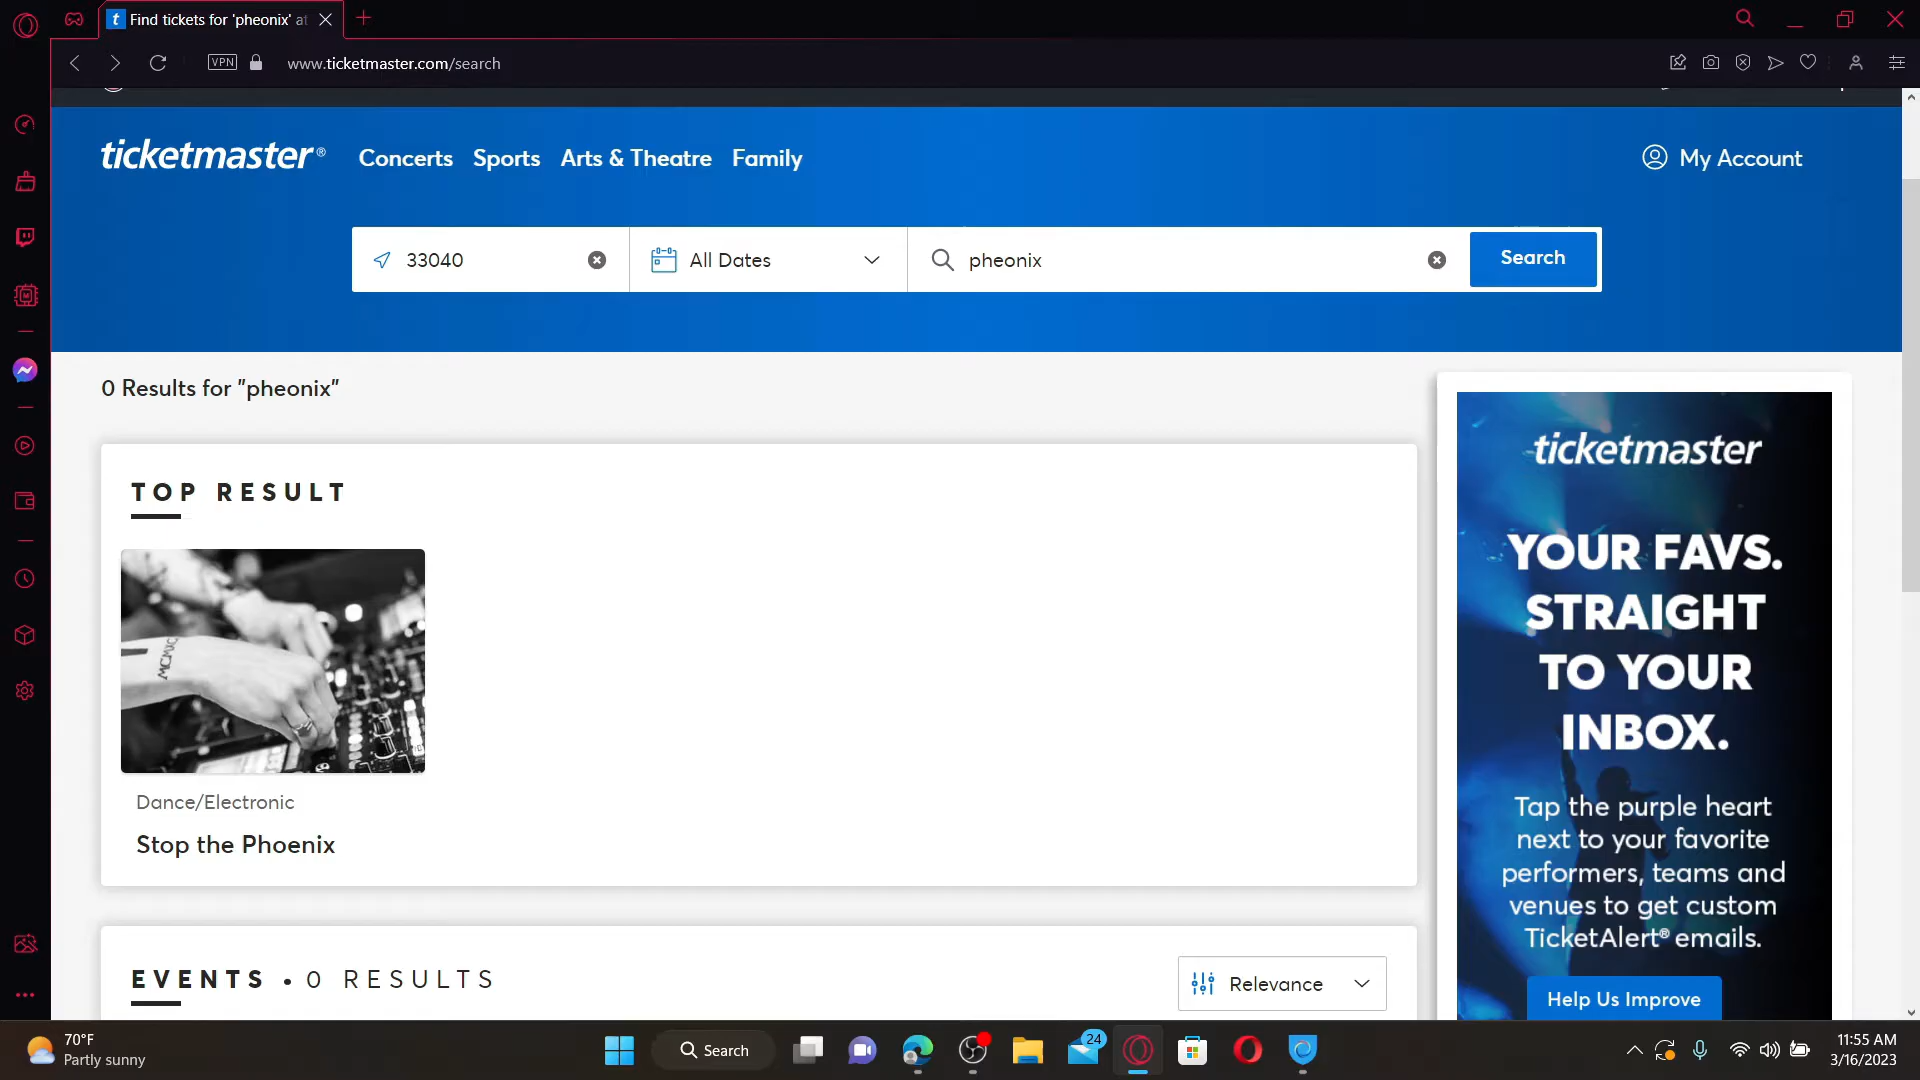 Find tickets for 'pheonix' at
VPN
www.ticketmaster.com/search
ticketmaster®
Concerts
Sports
Arts & Theatre
Family
My Account
33040
All Dates
pheonix
Search
0 Results for "pheonix"
TOP RESULT
MCMXC
Dance/Electronic
Stop the Phoenix
EVENTS • 0 RESULTS
Relevance
ticketmaster
YOUR FAVS.
STRAIGHT
TO YOUR
INBOX.
Tap the purple heart
next to your favorite
performers, teams and
venues to get custom
TicketAlert® emails.
Help Us Improve
70°F
Partly sunny
Search
24
11:55 AM
3/16/2023